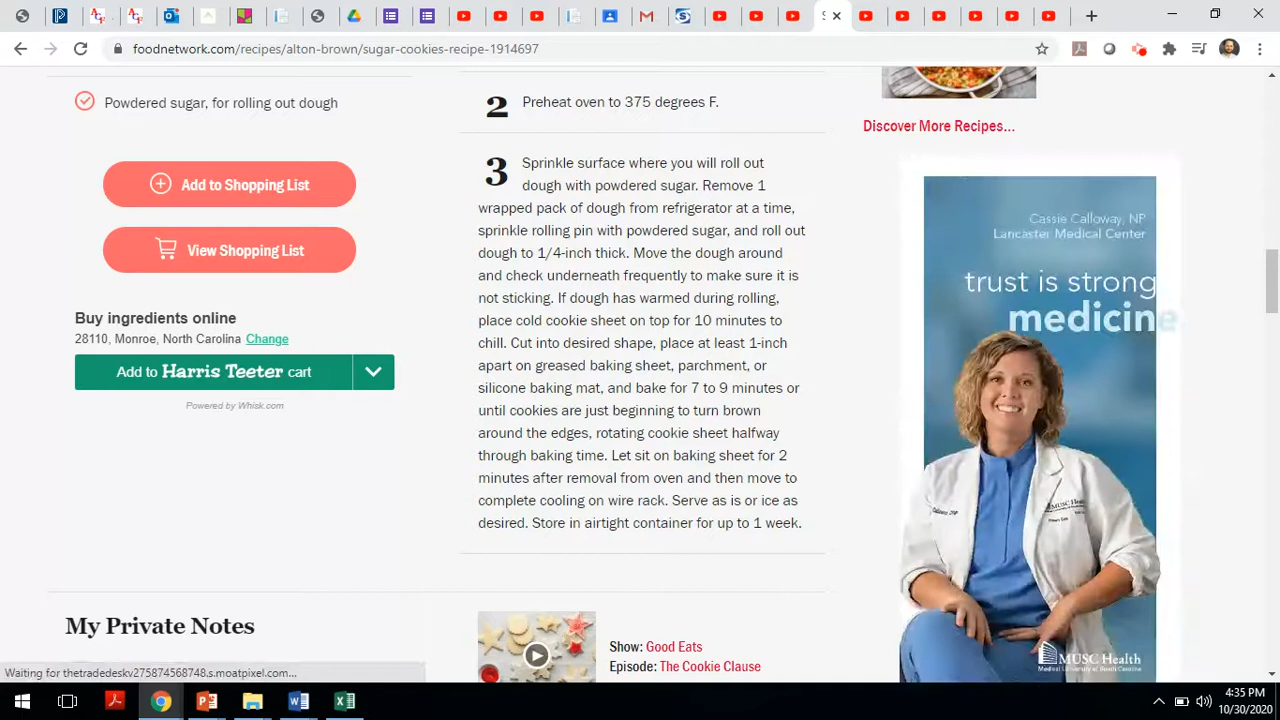 foodnetwork.com/recipes/alton-brown/sugar-cookies-recipe-1914697
Powdered sugar, for rolling out dough
Add to Shopping List
View Shopping List
Buy ingredients online
28110, Monroe, North Carolina Change
Add to Harris Teeter cart
Powered by Whisk.com
My Private Notes
2 Preheat oven to 375 degrees F.
3 Sprinkle surface where you will roll out
dough with powdered sugar. Remove 1
wrapped pack of dough from refrigerator at a time,
sprinkle rolling pin with powdered sugar, and roll out
dough to 1/4-inch thick. Move the dough around
and check underneath frequently to make sure it is
not sticking. If dough has warmed during rolling,
place cold cookie sheet on top for 10 minutes to
chill. Cut into desired shape, place at least 1-inch
apart on greased baking sheet, parchment, or
silicone baking mat, and bake for 7 to 9 minutes or
until cookies are just beginning to turn brown
around the edges, rotating cookie sheet halfway
through baking time. Let sit on baking sheet for 2
minutes after removal from oven and then move to
complete cooling on wire rack. Serve as is or ice as
desired. Store in airtight container for up to 1 week.
Show: Good Eats
Episode: The Cookie Clause
Discover More Recipes...
Cassie Calloway, NP
Lancaster Medical Center
trust is strong
medicine
MUSC Health
MUSC Health
Medical University of South Carolina
Waiting for thetradedeskv275874568748.s.moatpixel.com...
4:35 PM
10/30/2020